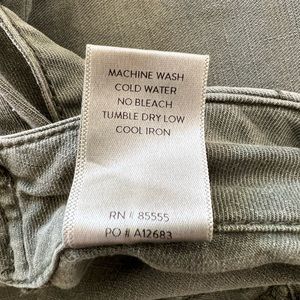 MACHINE WASH
COLD WATER
NO BLEACH
TUMBLE DRY LOW
COOL IRON
RN # 85555
PO # A12683